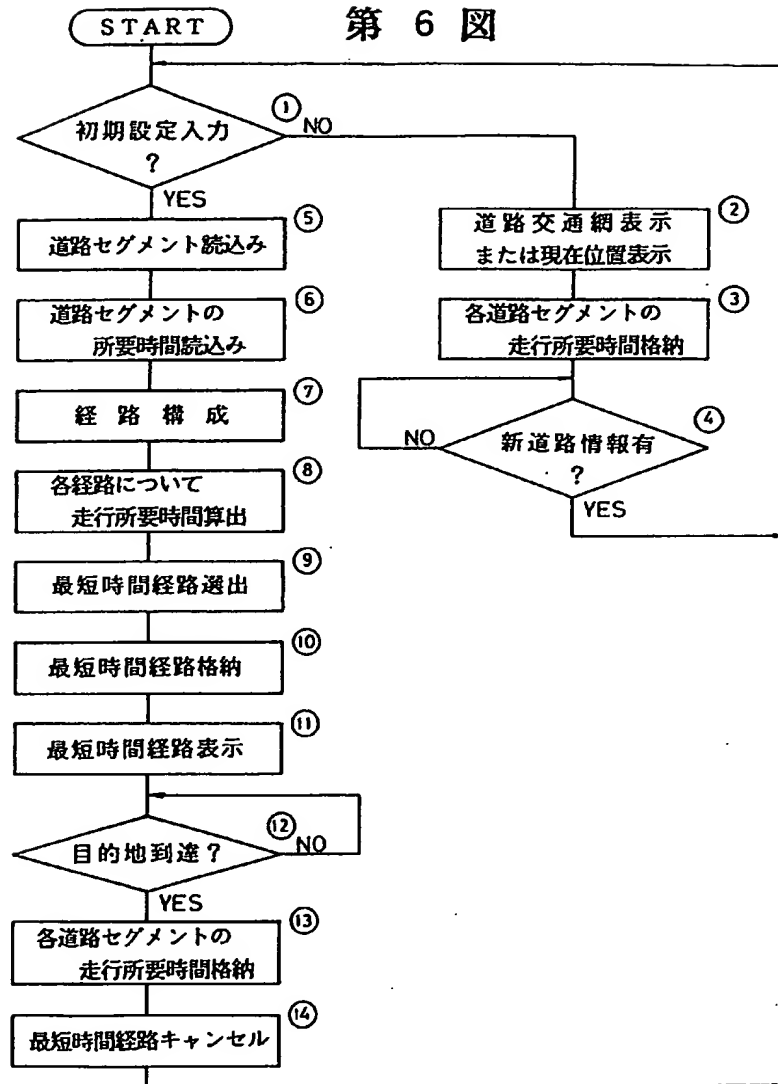 第 6 図
START
①
初期設定入力
?
NO
YES
②
道路交通網表示
または現在位置表示
③
各道路セグメントの
走行所要時間格納
④
新道路情報有
?
NO
YES
⑤
道路セグメント読込み
⑥
道路セグメントの
所要時間読込み
⑦
経路構成
⑧
各経路について
走行所要時間算出
⑨
最短時間経路選出
⑩
最短時間経路格納
⑪
最短時間経路表示
⑫
目的地到達?
NO
YES
⑬
各道路セグメントの
走行所要時間格納
⑭
最短時間経路キャンセル